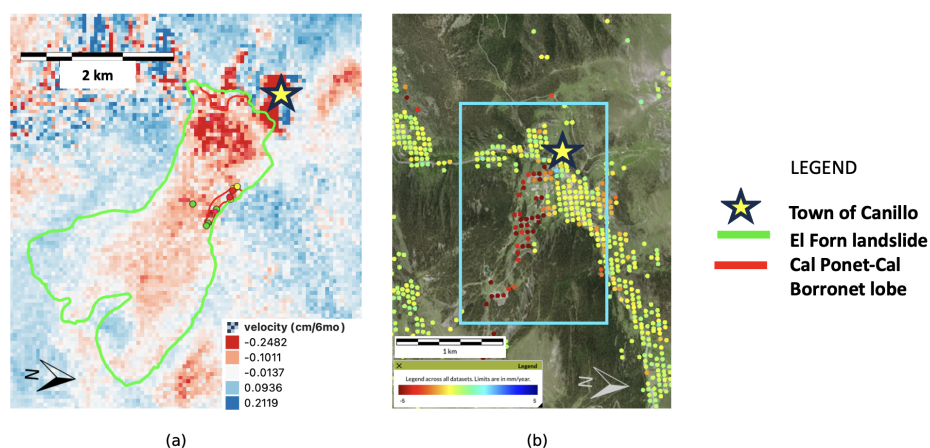 2 km
velocity (cm/6mo)
-0.2482
-0.1011
-0.0137
0.0936
0.2119
N
(a)
1 km
Legend
Legend across all datasets. Limits are in mm/year.
-5
5
N
(b)
LEGEND
Town of Canillo
El Forn landslide
Cal Ponet-Cal
Borronet lobe